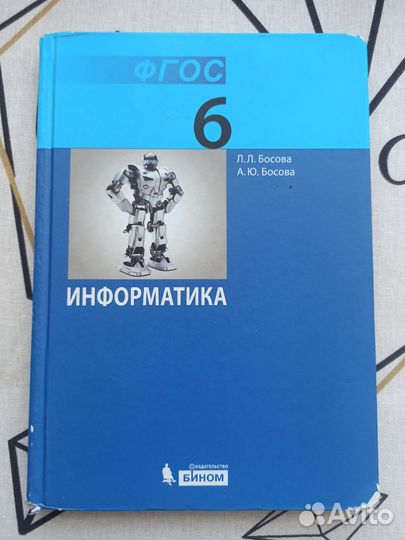 ФГОС
6
Л.Л. Босова
А.Ю. Босова
ИНФОРМАТИКА
ИЗДАТЕЛЬСТВО
БИНОМ
Avito